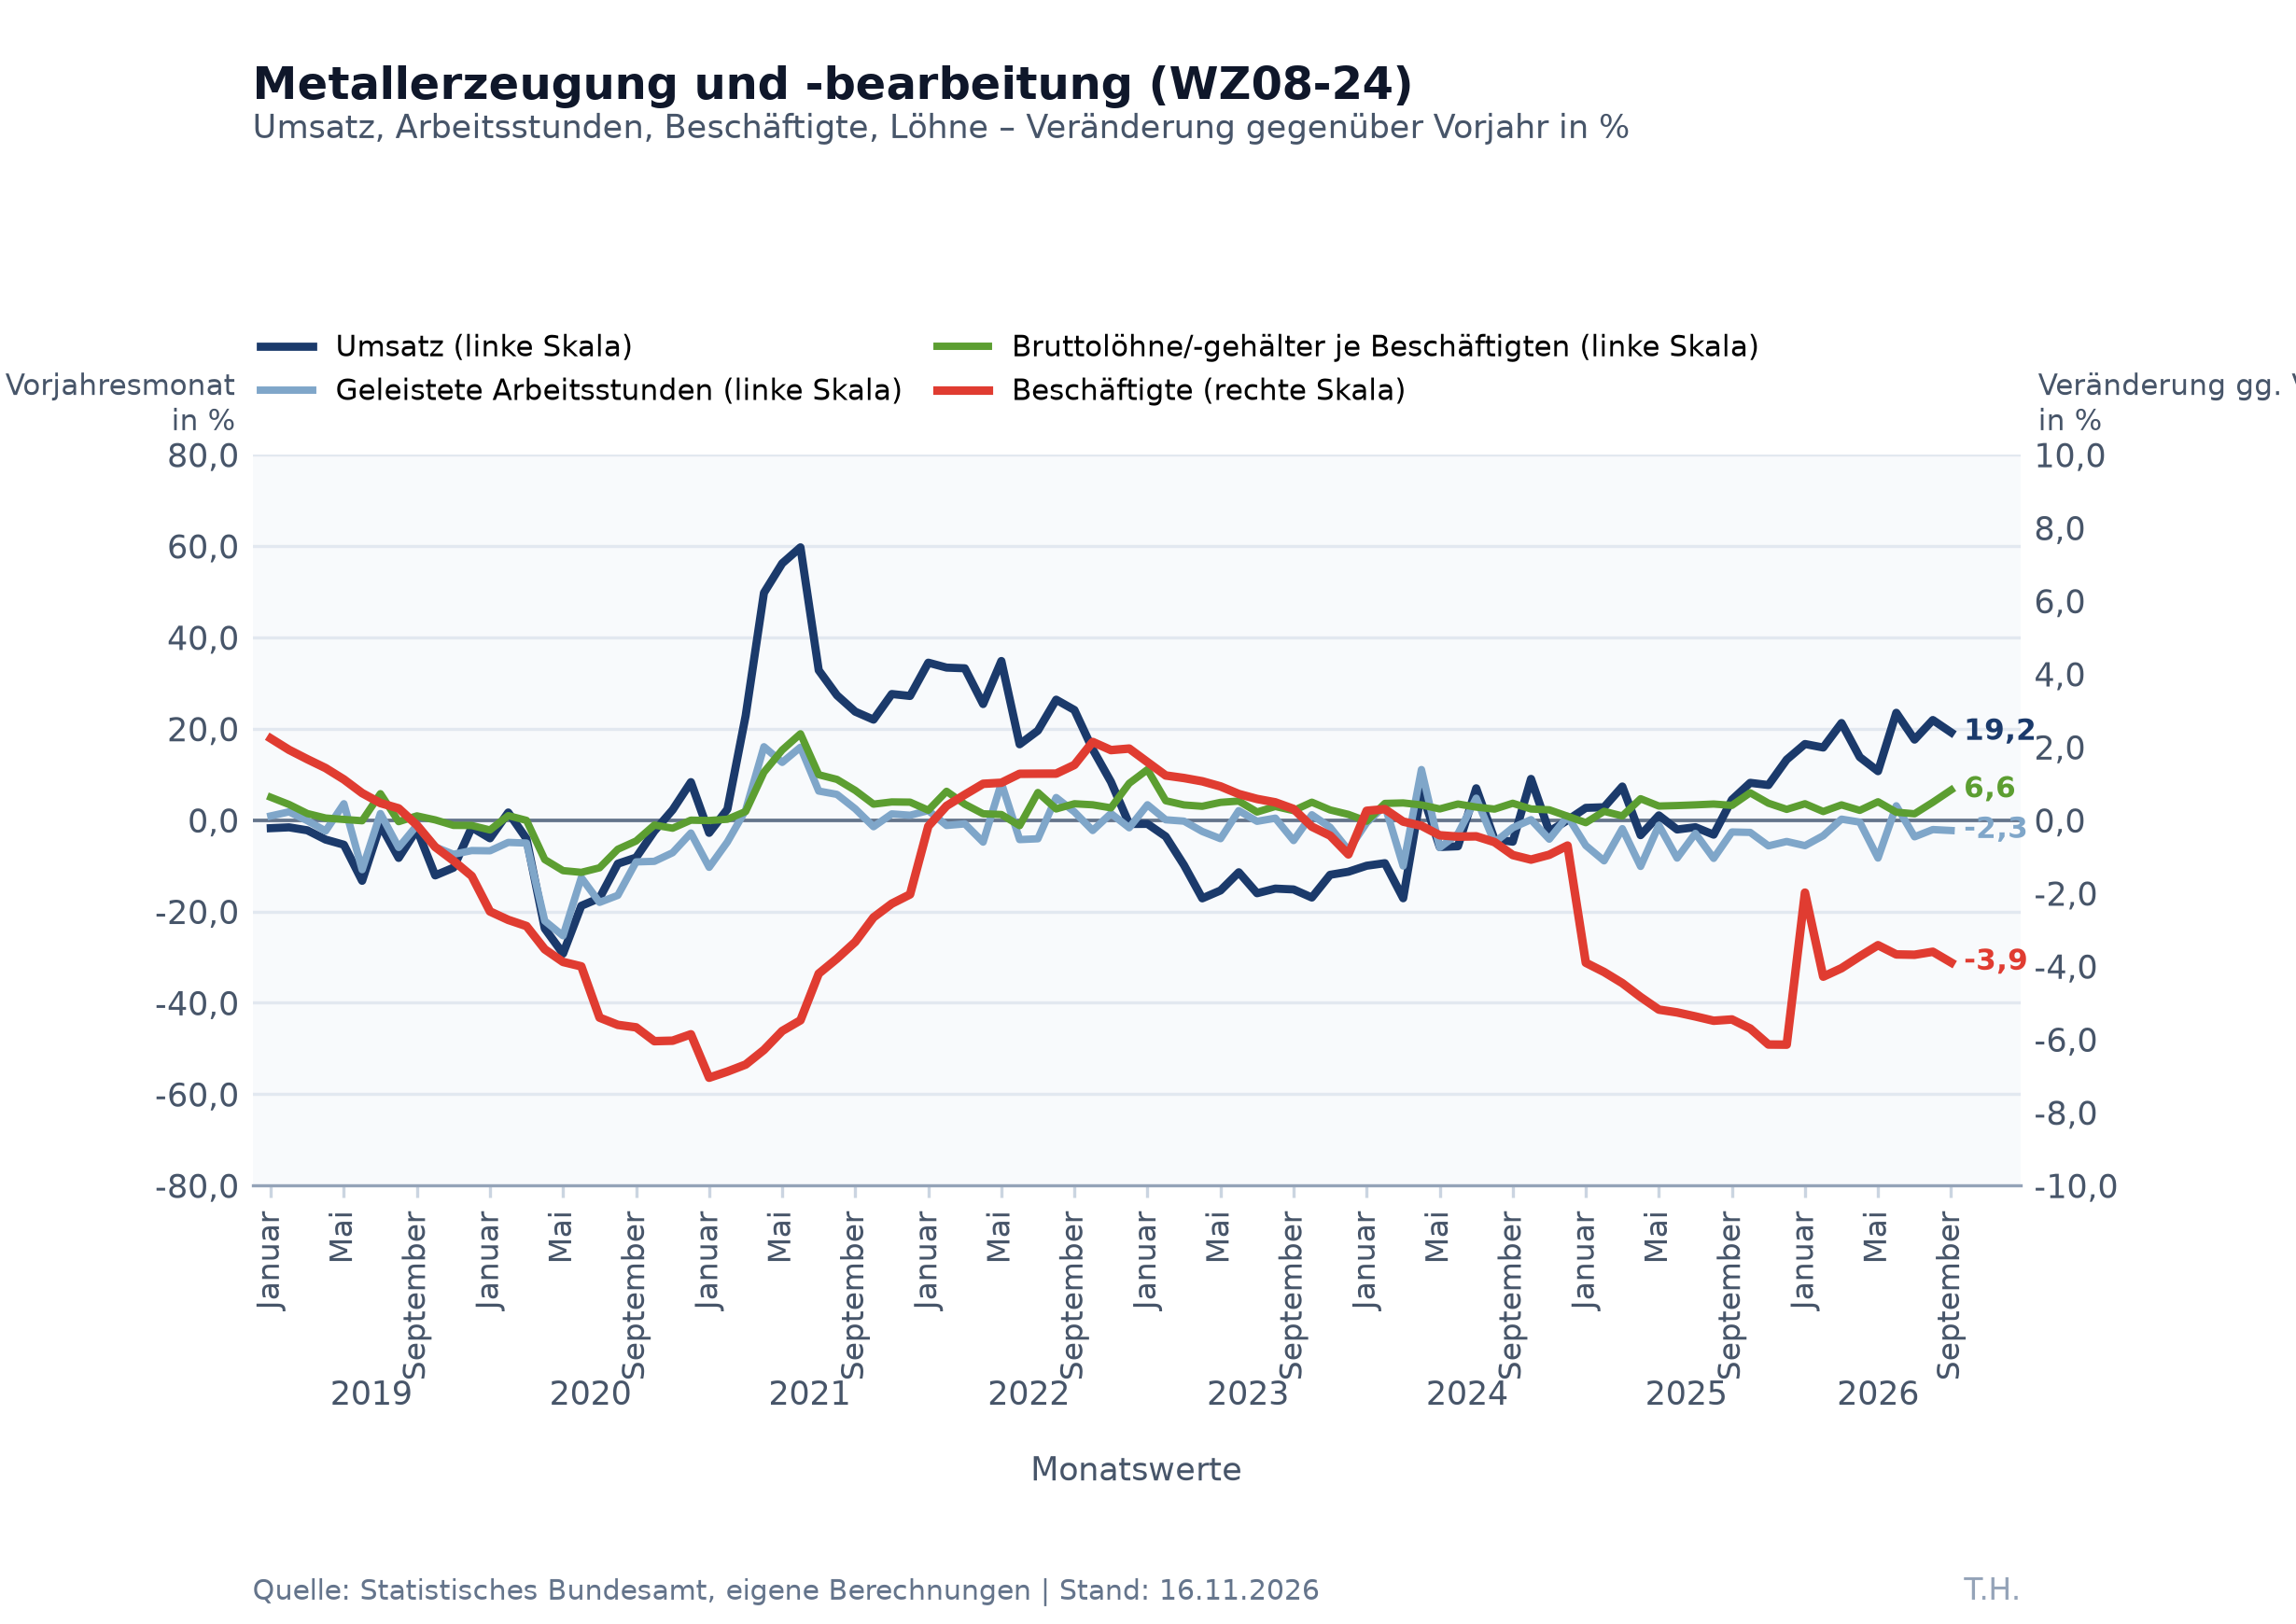 Metallerzeugung und -bearbeitung (WZ08-24)
Umsatz, Arbeitsstunden, Beschäftigte, Löhne – Veränderung gegenüber Vorjahr in %
Umsatz (linke Skala)
Geleistete Arbeitsstunden (linke Skala)
Bruttolöhne/-gehälter je Beschäftigten (linke Skala)
Beschäftigte (rechte Skala)
Vorjahresmonat
in %
Veränderung gg.
in %
80,0
60,0
40,0
20,0
0,0
-20,0
-40,0
-60,0
-80,0
10,0
8,0
6,0
4,0
2,0
0,0
-2,0
-4,0
-6,0
-8,0
-10,0
19,2
6,6
-2,3
-3,9
Januar
Mai
September
Januar
Mai
September
Januar
Mai
September
Januar
Mai
September
Januar
Mai
September
Januar
Mai
September
Januar
Mai
September
Januar
Mai
September
2019
2020
2021
2022
2023
2024
2025
2026
Monatswerte
Quelle: Statistisches Bundesamt, eigene Berechnungen | Stand: 16.11.2026
T.H.